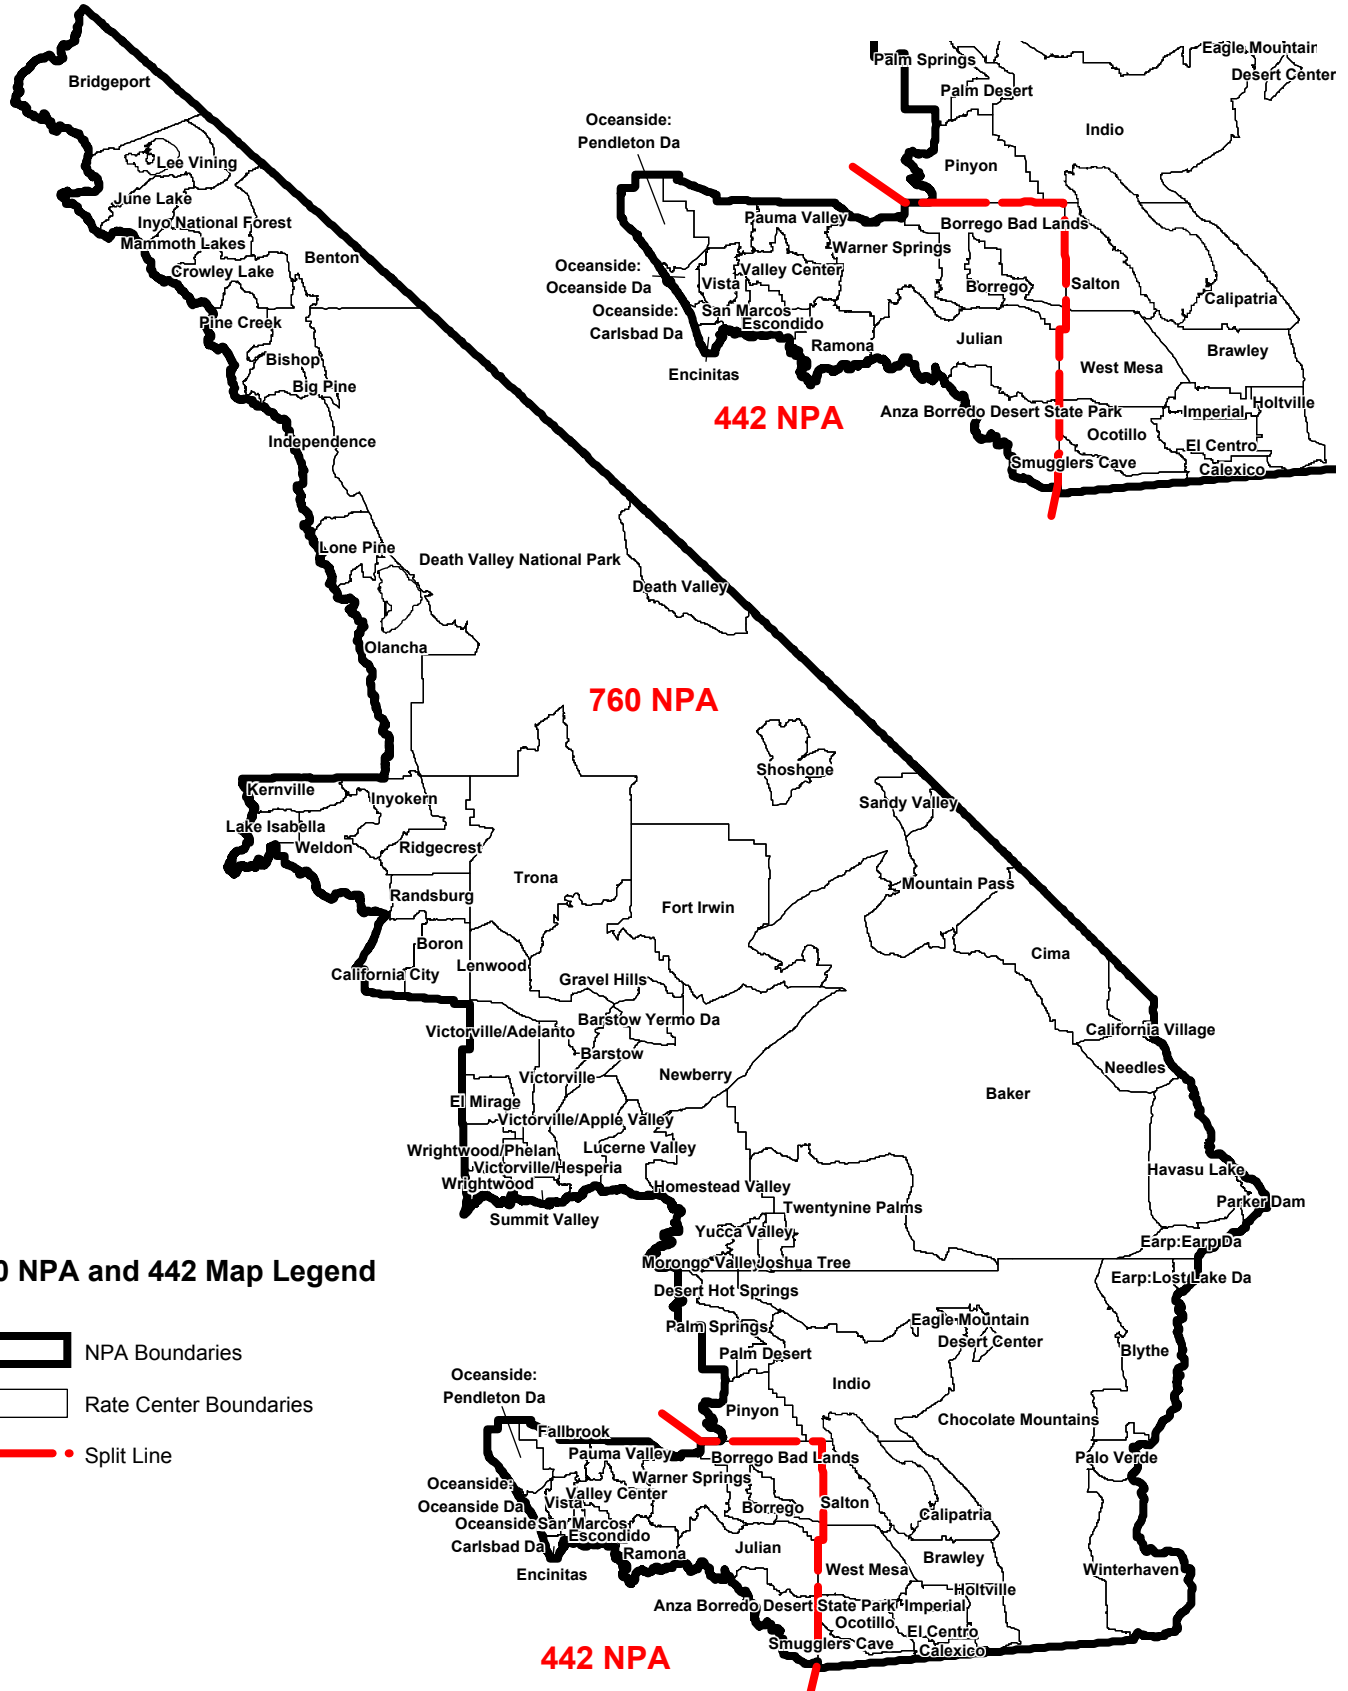 Bridgeport
Lee Vining
June Lake
Inyo National Forest
Mammoth Lakes
Benton
Crowley Lake
Pine Creek
Bishop
Big Pine
Independence
Lone Pine
Death Valley National Park
Death Valley
Olancha
760 NPA
Shoshone
Kernville
Inyokern
Sandy Valley
Lake Isabella
Weldon
Ridgecrest
Trona
Mountain Pass
Randsburg
Fort Irwin
Boron
Cima
California City
Lenwood
Gravel Hills
Victorville/Adelanto
Barstow Yermo Da
California Village
Barstow
Needles
Victorville
Newberry
Baker
El Mirage
Victorville/Apple Valley
Wrightwood/Phelan
Lucerne Valley
Victorville/Hesperia
Havasu Lake
Wrightwood
Homestead Valley
Parker Dam
Summit Valley
Twentynine Palms
Yucca Valley
Earp:Earp Da
Morongo Valley
Joshua Tree
Earp:Lost Lake Da
Desert Hot Springs
Palm Springs
Eagle Mountain
Desert Center
Palm Desert
Blythe
Indio
Pinyon
Chocolate Mountains
Oceanside:
Pendleton Da
Fallbrook
Pauma Valley
Borrego Bad Lands
Palo Verde
Warner Springs
Oceanside:
Oceanside Da
Valley Center
Vista
Borrego
Salton
Calipatria
Oceanside
Carlsbad Da
San Marcos
Escondido
Ramona
Julian
Brawley
Encinitas
West Mesa
Holtville
Winterhaven
Anza Borredo Desert State Park
Imperial
Ocotillo
El Centro
Smugglers Cave
Calexico
442 NPA
Palm Springs
Eagle Mountain
Desert Center
Palm Desert
Indio
Oceanside:
Pendleton Da
Pinyon
Pauma Valley
Borrego Bad Lands
Warner Springs
Oceanside:
Oceanside Da
Valley Center
Vista
Borrego
Salton
Calipatria
Oceanside:
Carlsbad Da
San Marcos
Escondido
Ramona
Julian
Brawley
Encinitas
West Mesa
442 NPA
Anza Borredo Desert State Park
Imperial
Holtville
Ocotillo
El Centro
Smugglers Cave
Calexico
0 NPA and 442 Map Legend
NPA Boundaries
Rate Center Boundaries
Split Line